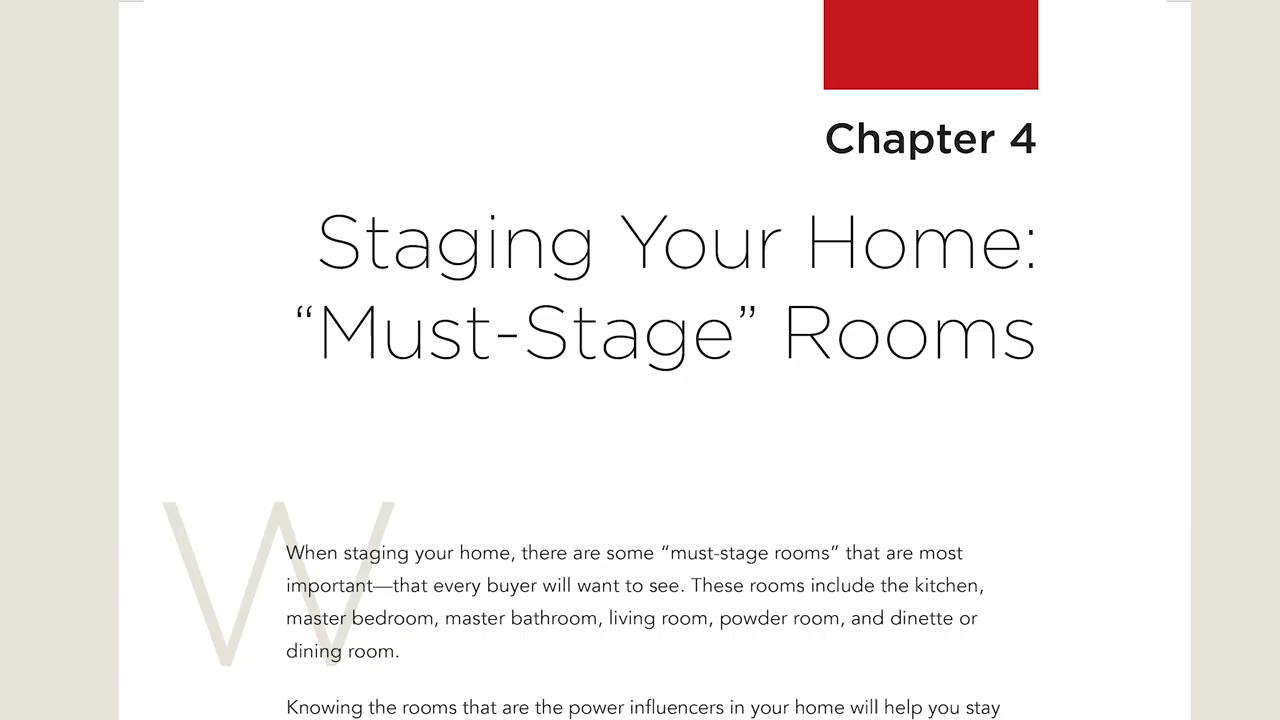 Chapter 4
Staging Your Home:
“Must-Stage” Rooms
W
When staging your home, there are some “must-stage rooms” that are most
important—that every buyer will want to see. These rooms include the kitchen,
master bedroom, master bathroom, living room, powder room, and dinette or
dining room.
Knowing the rooms that are the power influencers in your home will help you stay